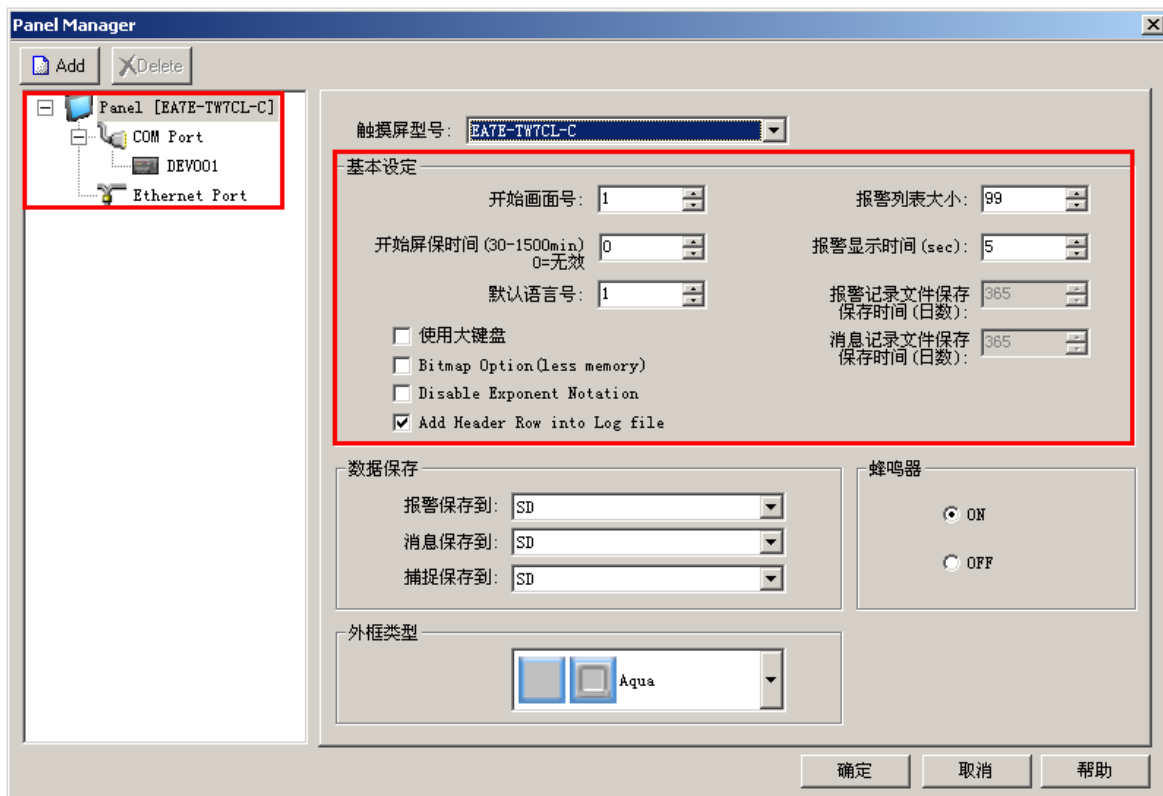 Panel Manager
Add
Delete
Panel [EA7E-TW7CL-C]
COM Port
DEV001
Ethernet Port
触摸屏型号: EA7E-TW7CL-C
基本设定
开始画面号: 1
开始屏保时间(30-1500min)
0=无效
0
默认语言号: 1
使用大键盘
Bitmap Option(less memory)
Disable Exponent Notation
Add Header Row into Log file
报警列表大小: 99
报警显示时间(sec): 5
报警记录文件保存
保存时间(日数):
365
消息记录文件保存
保存时间(日数):
365
数据保存
报警保存到: SD
消息保存到: SD
捕捉保存到: SD
蜂鸣器
ON
OFF
外框类型
Aqua
确定
取消
帮助